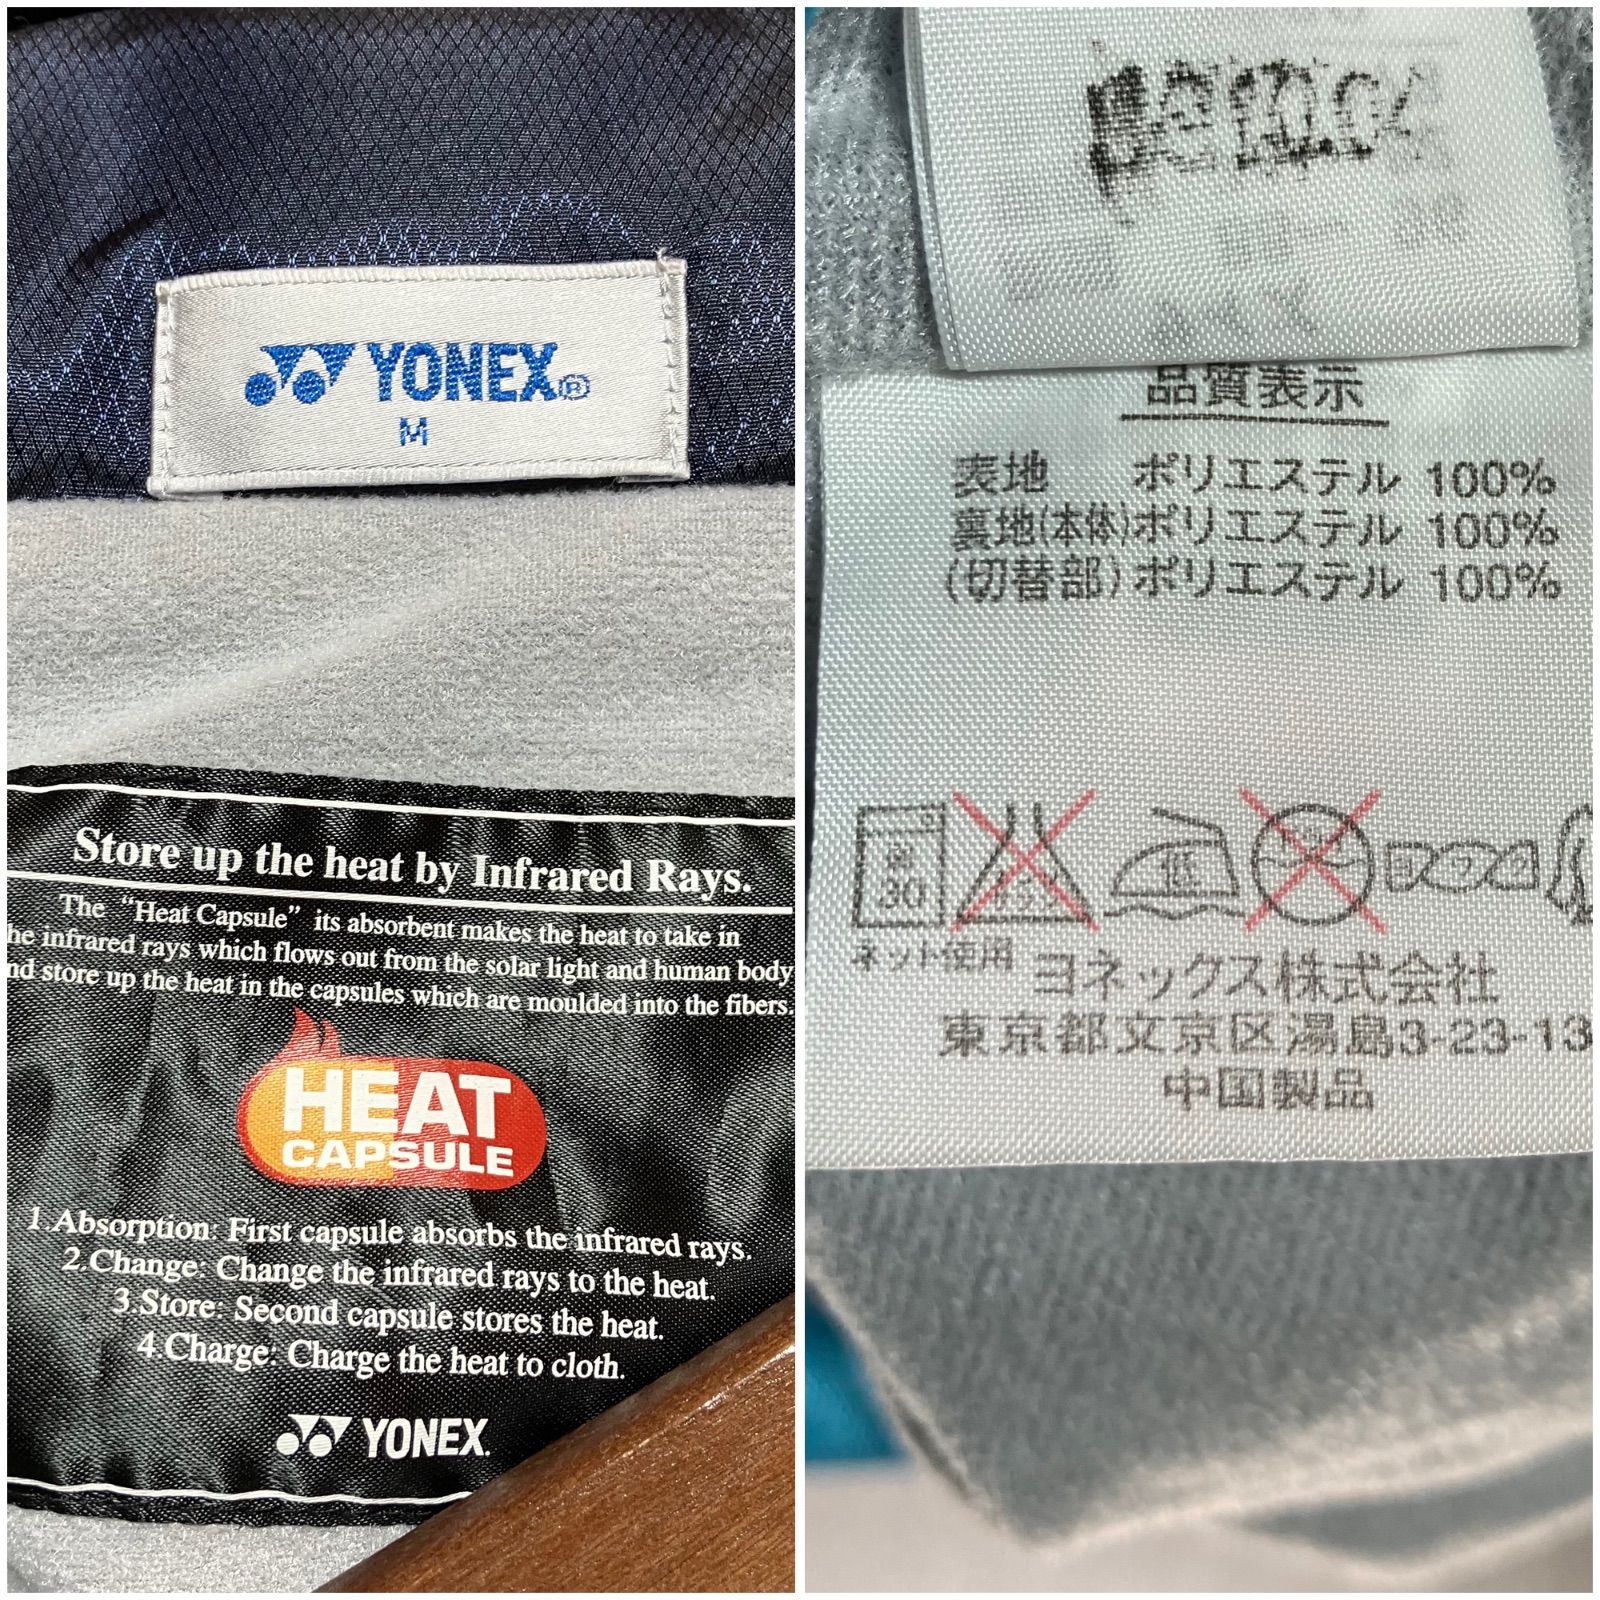 YONEX®
M
Store up the heat by Infrared Rays.
The “Heat Capsule” its absorbent makes the heat to take in
he infrared rays which flows out from the solar light and human body
nd store up the heat in the capsules which are moulded into the fibers.
HEAT
CAPSULE
1.Absorption: First capsule absorbs the infrared rays.
2.Change: Change the infrared rays to the heat.
3.Store: Second capsule stores the heat.
4.Charge: Charge the heat to cloth.
YONEX.
品質表示
表地 ポリエステル 100%
裏地(本体)ポリエステル 100%
(切替部)ポリエステル 100%
30
低
ネット使用
ヨネックス株式会社
東京都文京区湯島3-23-13
中国製品